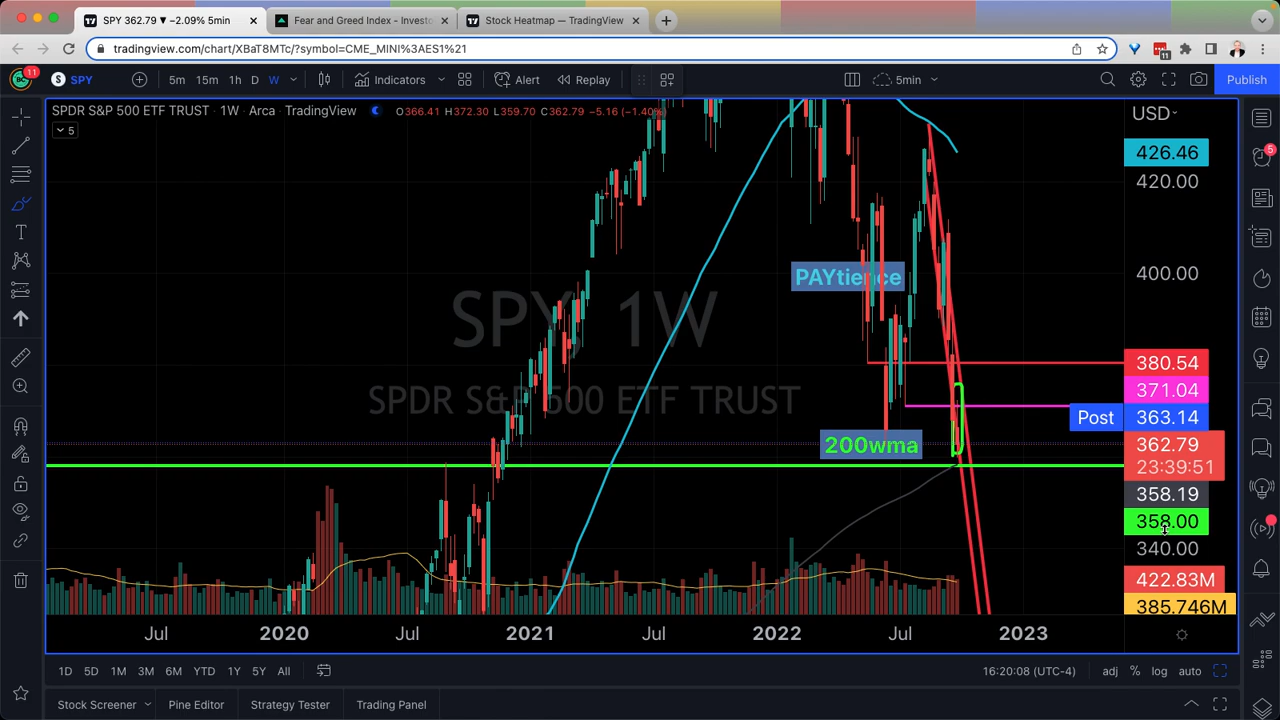 SPY 362.79 ▼ −2.09% 5min
Fear and Greed Index - Investo
Stock Heatmap — TradingView
tradingview.com/chart/XBaT8MTc/?symbol=CME_MINI%3AES1%21
11
11
SPY
5m 15m 1h D W
Indicators
Alert
Replay
5min
Publish
SPDR S&P 500 ETF TRUST · 1W · Arca · TradingView
O366.41 H372.30 L359.70 C362.79 −5.16 (−1.40%)
5
USD
426.46
420.00
5
SPY, 1W
SPDR S&P 500 ETF TRUST
PAYtience
400.00
380.54
371.04
Post 363.14
200wma
362.79
23:39:51
358.19
358.00
340.00
422.83M
385.746M
Jul 2020 Jul 2021 Jul 2022 Jul 2023
1D 5D 1M 3M 6M YTD 1Y 5Y All
16:20:08 (UTC-4) adj % log auto
Stock Screener Pine Editor Strategy Tester Trading Panel